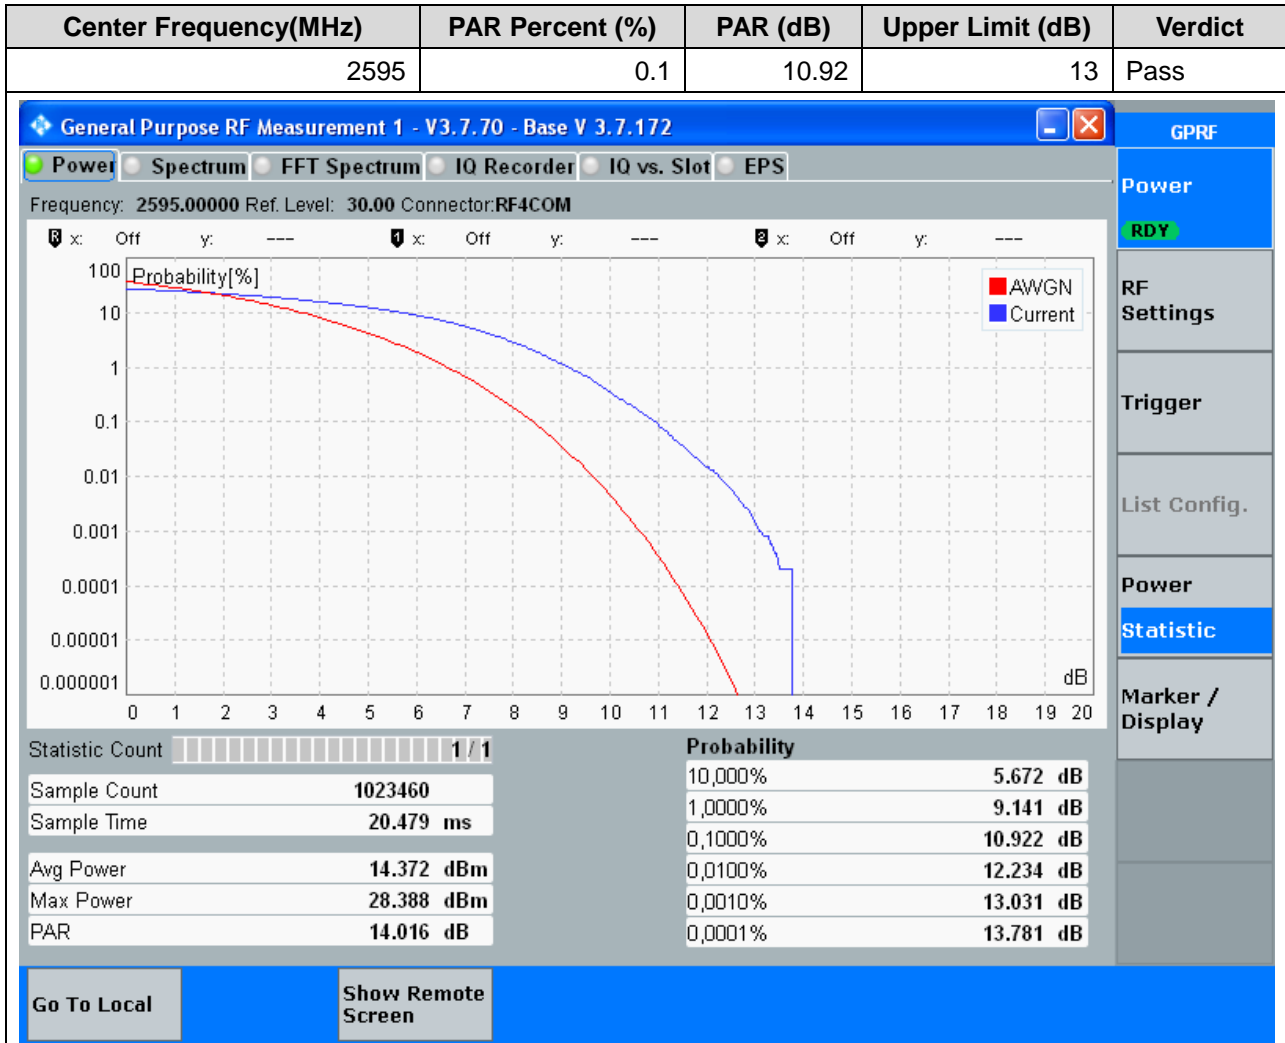 Center Frequency(MHz) PAR Percent (%) PAR (dB) Upper Limit (dB) Verdict
2595 0.1 10.92 13 Pass
General Purpose RF Measurement 1 - V3.7.70 - Base V 3.7.172
GPRF
Power Spectrum FFT Spectrum IQ Recorder IQ vs. Slot EPS
Frequency: 2595.00000 Ref. Level: 30.00 Connector:RF4COM
R x: Off y: --- 1 x: Off y: --- 2 x: Off y: ---
Probability[%]
100
10
1
0.1
0.01
0.001
0.0001
0.00001
0.000001
AWGN
Current
dB
0 1 2 3 4 5 6 7 8 9 10 11 12 13 14 15 16 17 18 19 20
Power
RDY
RF
Settings
Trigger
List Config.
Power
Statistic
Marker /
Display
Statistic Count 1 / 1
Sample Count 1023460
Sample Time 20.479 ms
Avg Power 14.372 dBm
Max Power 28.388 dBm
PAR 14.016 dB
Probability
10,000% 5.672 dB
1,0000% 9.141 dB
0,1000% 10.922 dB
0,0100% 12.234 dB
0,0010% 13.031 dB
0,0001% 13.781 dB
Go To Local
Show Remote
Screen